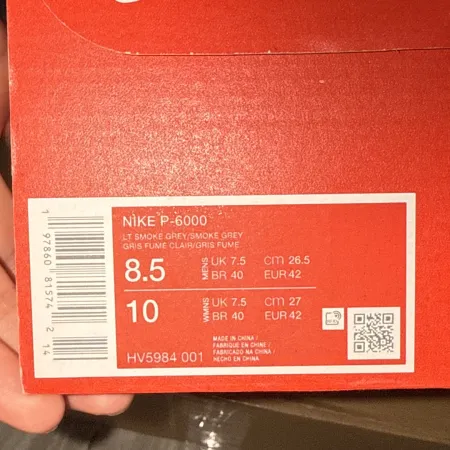 NIKE P-6000
LT SMOKE GREY/SMOKE GREY
GRIS FUME CLAIR/GRIS FUME
8.5 MENS UK 7.5 cm 26.5
BR 40 EUR 42
10 WMNS UK 7.5 cm 27
BR 40 EUR 42
MADE IN CHINA /
FABRIQUE EN CHINE /
FABRICADO NA CHINA /
HECHO EN CHINA
HV5984 001
1 97860 81574 2 14